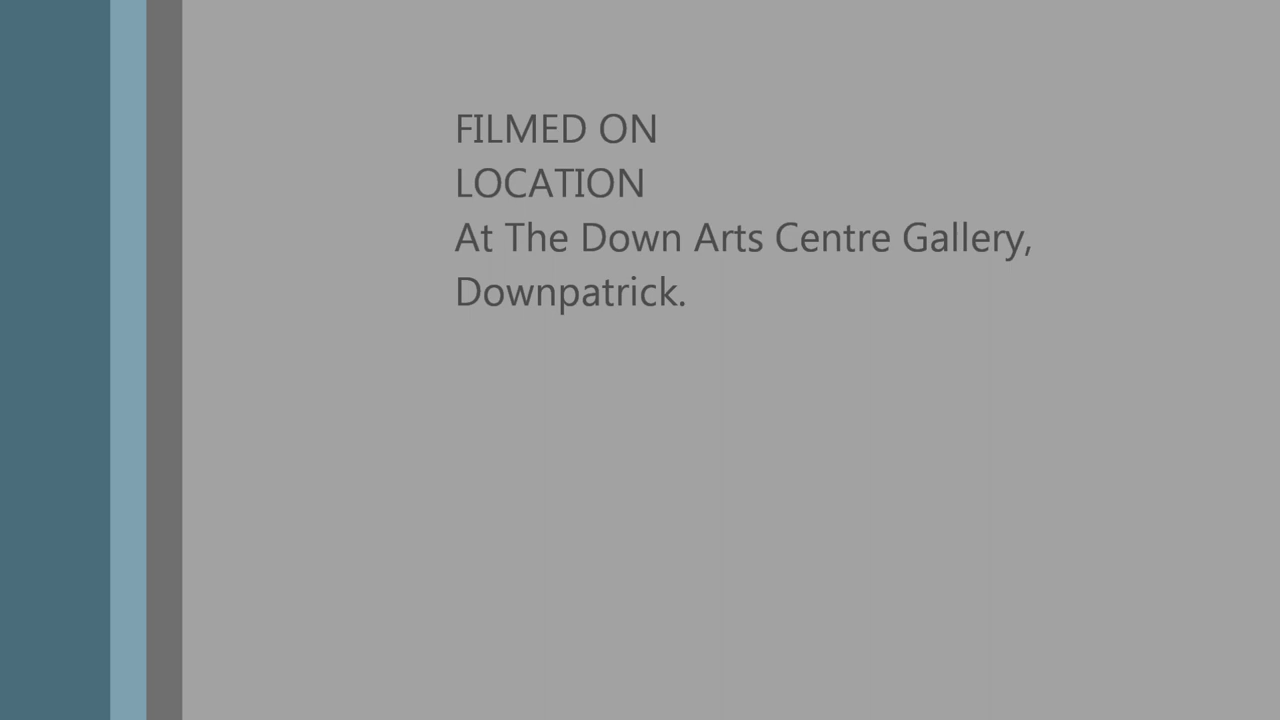 FILMED ON
LOCATION
At The Down Arts Centre Gallery,
Downpatrick.